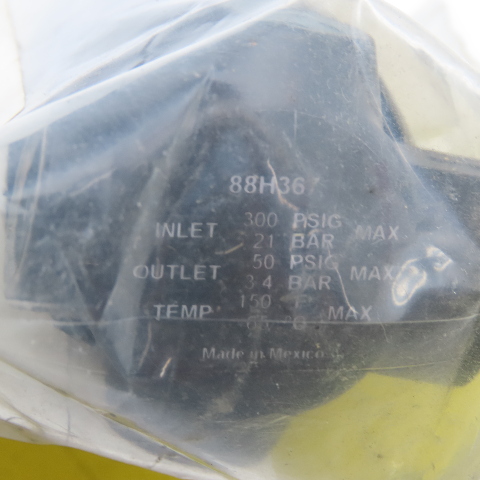 88H36
INLET 300 PSIG MAX
21 BAR
OUTLET 50 PSIG MAX
3.4 BAR
TEMP 150 °F MAX
65 °C
Made in Mexico